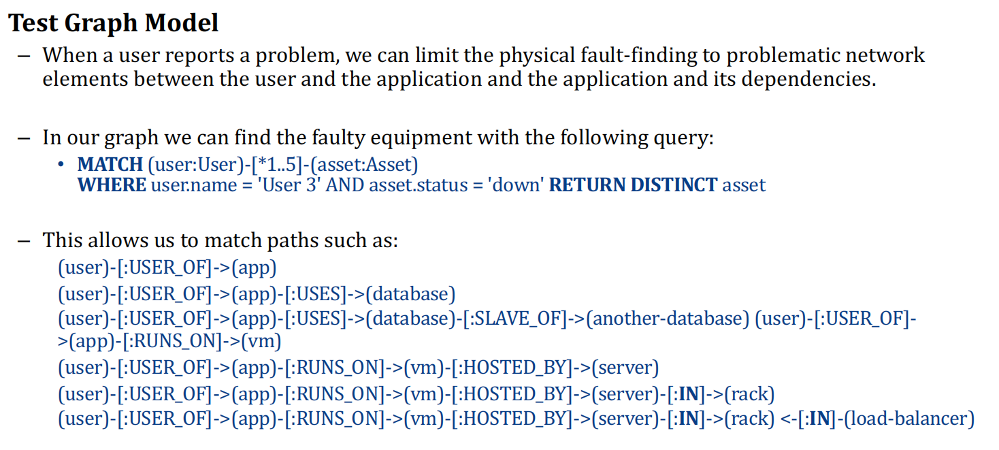 Test Graph Model
– When a user reports a problem, we can limit the physical fault-finding to problematic network
elements between the user and the application and the application and its dependencies.
– In our graph we can find the faulty equipment with the following query:
• MATCH (user:User)-[*1..5]-(asset:Asset)
WHERE user.name = 'User 3' AND asset.status = 'down' RETURN DISTINCT asset
– This allows us to match paths such as:
(user)-[:USER_OF]->(app)
(user)-[:USER_OF]->(app)-[:USES]->(database)
(user)-[:USER_OF]->(app)-[:USES]->(database)-[:SLAVE_OF]->(another-database) (user)-[:USER_OF]-
>(app)-[:RUNS_ON]->(vm)
(user)-[:USER_OF]->(app)-[:RUNS_ON]->(vm)-[:HOSTED_BY]->(server)
(user)-[:USER_OF]->(app)-[:RUNS_ON]->(vm)-[:HOSTED_BY]->(server)-[:IN]->(rack)
(user)-[:USER_OF]->(app)-[:RUNS_ON]->(vm)-[:HOSTED_BY]->(server)-[:IN]->(rack) <-[:IN]-(load-balancer)